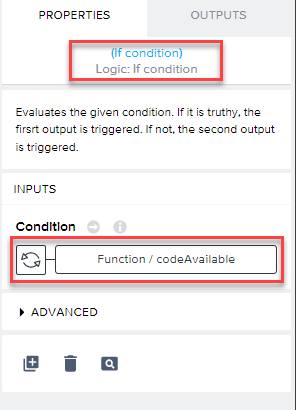 PROPERTIES OUTPUTS
(If condition)
Logic: If condition
Evaluates the given condition. If it is truthy, the
firsrt output is triggered. If not, the second output
is triggered.
INPUTS
Condition
Function / codeAvailable
ADVANCED